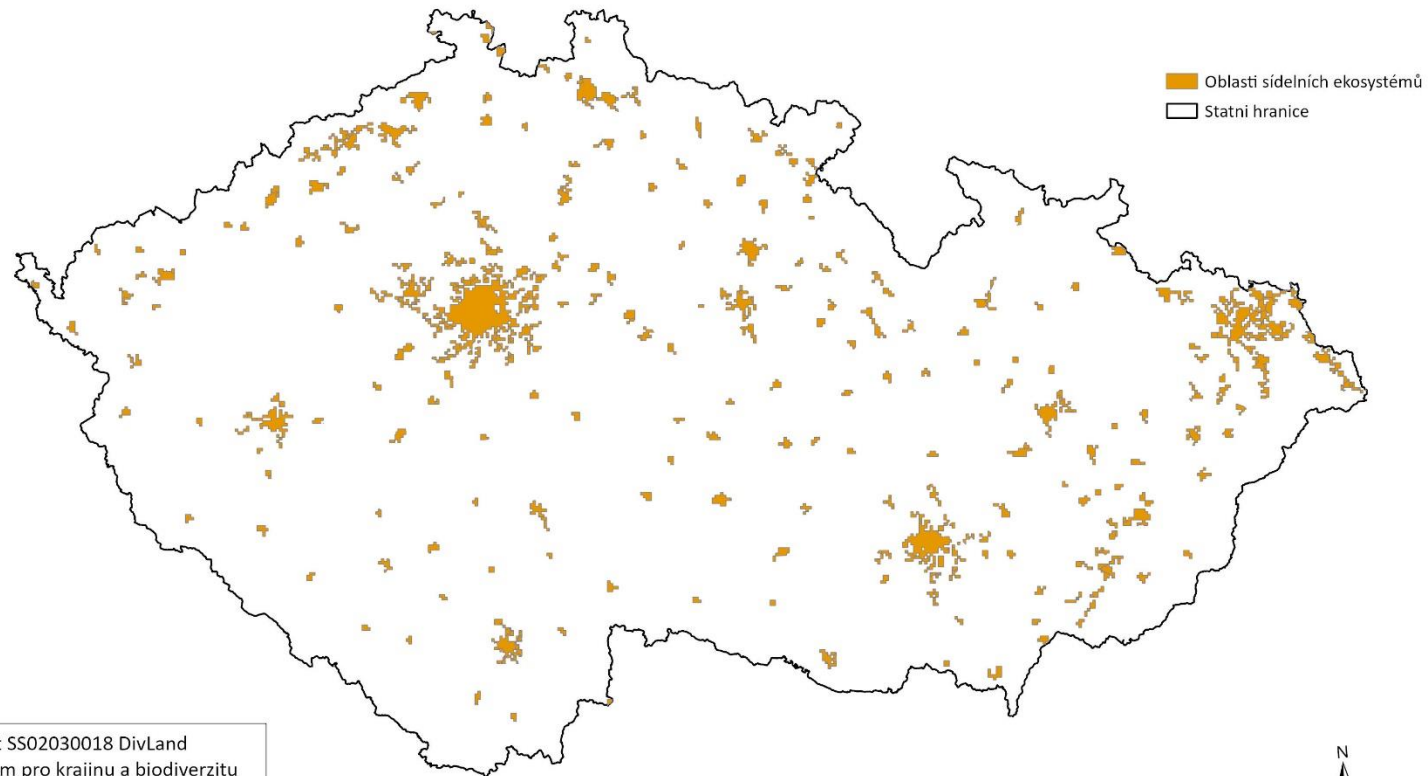 Oblasti sídelních ekosystémů
Statni hranice
SS02030018 DivLand
pro krajinu a biodiverzitu
N